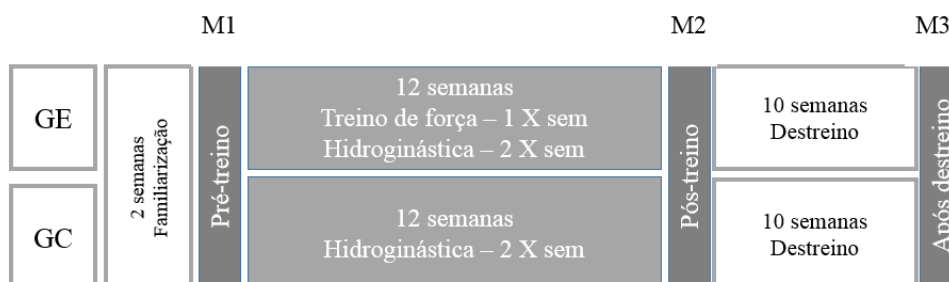 M1
M2
M3
GE
GC
2 semanas
Familiarização
Pré-treino
12 semanas
Treino de força – 1 X sem
Hidroginástica – 2 X sem
12 semanas
Hidroginástica – 2 X sem
Pós-treino
10 semanas
Destreino
10 semanas
Destreino
Após destreino